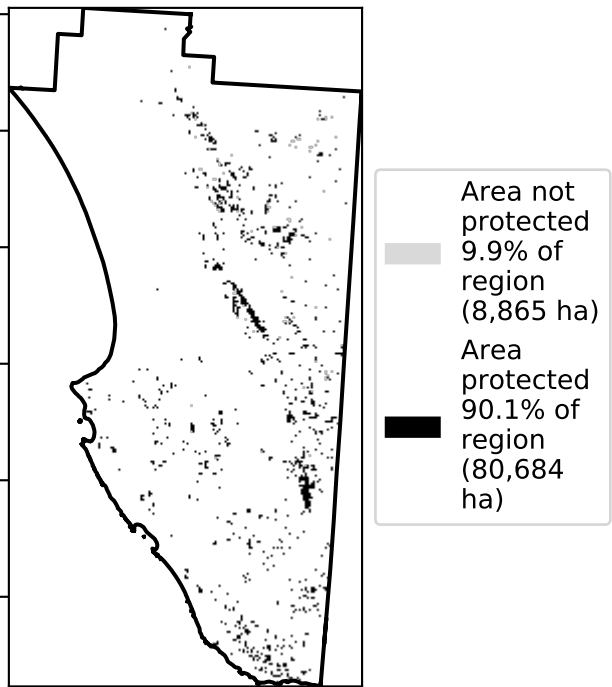 Area not
protected
9.9% of
region
(8,865 ha)
Area
protected
90.1% of
region
(80,684
ha)